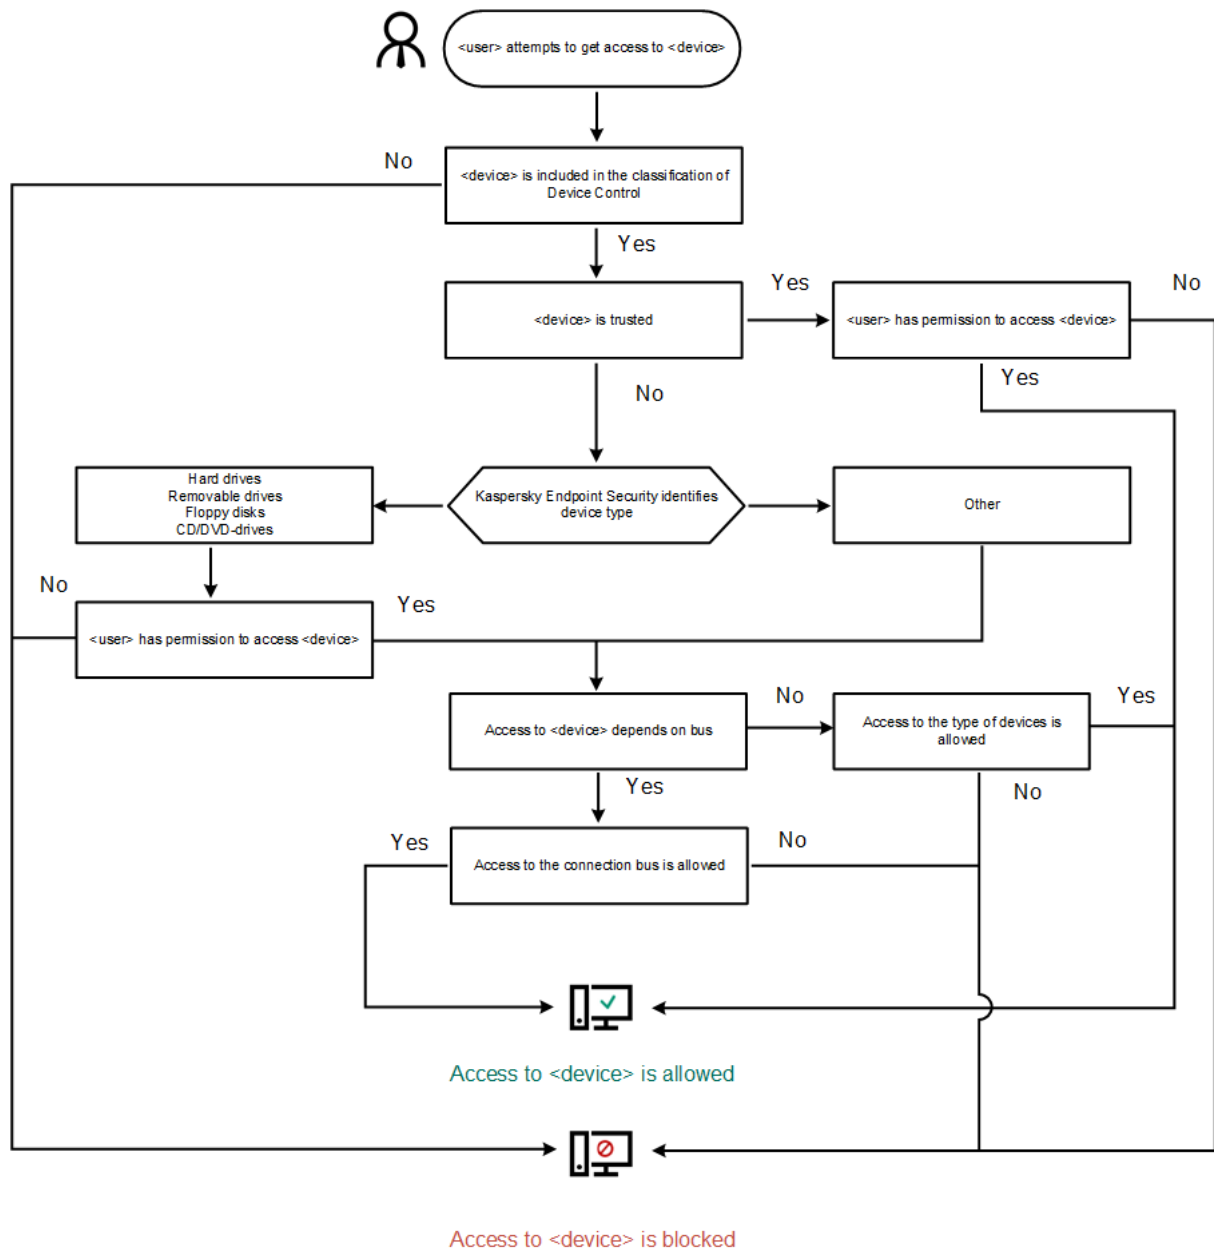 <user> attempts to get access to <device>
No
<device> is included in the classification of
Device Control
Yes
<device> is trusted
Yes
<user> has permission to access <device>
No
Yes
No
Hard drives
Removable drives
Floppy disks
CD/DVD-drives
Kaspersky Endpoint Security identifies
device type
Other
No
<user> has permission to access <device>
Yes
Access to <device> depends on bus
No
Access to the type of devices is
allowed
Yes
Yes
No
Yes
Access to the connection bus is allowed
No
Access to <device> is allowed
Access to <device> is blocked